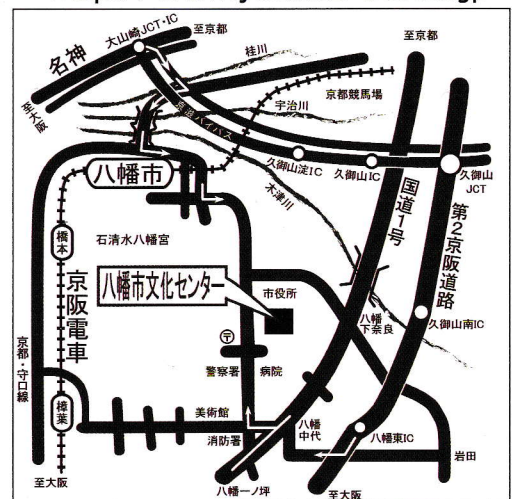 大山崎JCT・IC
至京都
至京都
名神
桂川
至大阪
京滋バイパス
宇治川
京都競馬場
久御山淀IC
久御山IC
久御山
JCT
八幡市
木津川
国道1号
第2京阪道路
橋本
石清水八幡宮
京阪電車
八幡市文化センター
市役所
八幡
下奈良
久御山南IC
〒
京都・守口線
警察署
病院
樟葉
美術館
消防署
八幡
中代
八幡東IC
岩田
至大阪
八幡一ノ坪
至大阪